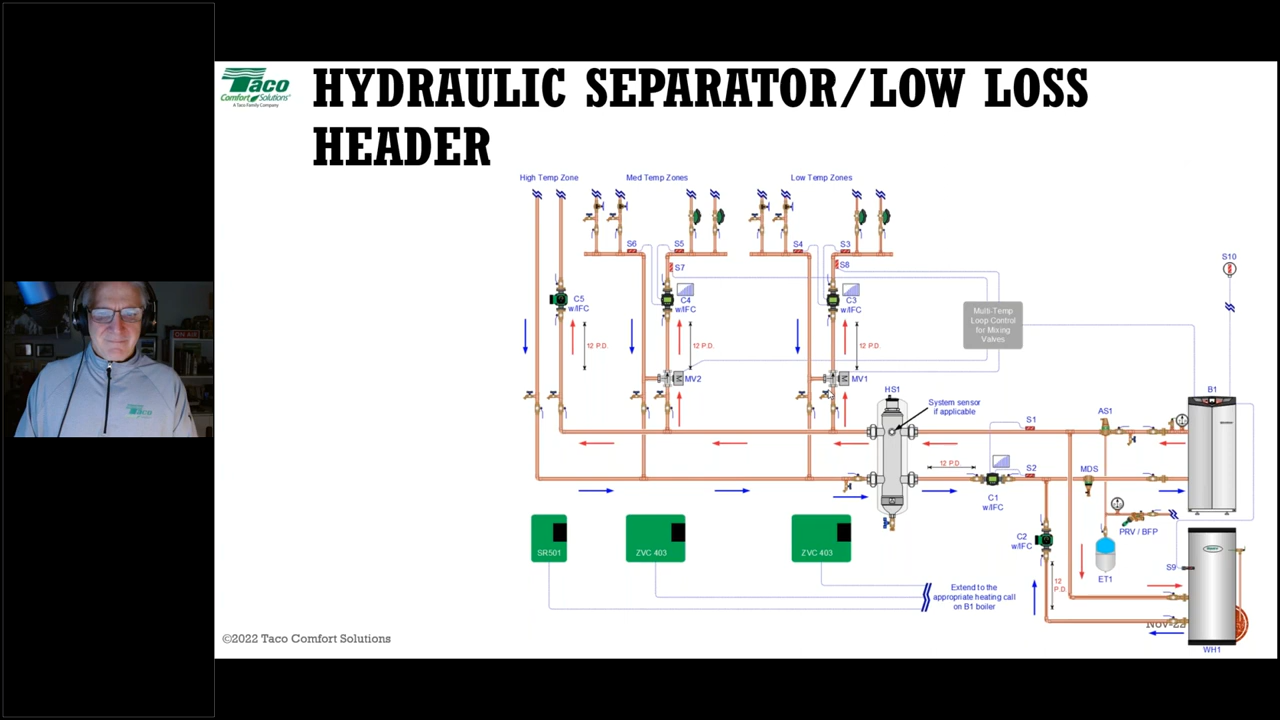 Taco
Comfort Solutions
A Taco Family Company
HYDRAULIC SEPARATOR/LOW LOSS
HEADER
High Temp Zone
Med Temp Zones
Low Temp Zones
S6
S5
S4
S3
S7
S8
S10
C5
w/IFC
C4
w/IFC
C3
w/IFC
12 P.D.
12 P.D.
12 P.D.
Multi-Temp
Loop Control
for Mixing
Valves
MV2
MV1
HS1
System sensor
if applicable
B1
S1
AS1
12 P.D.
S2
MDS
C1
w/IFC
PRV / BFP
C2
w/IFC
ET1
S9
12
P.D.
SR501
ZVC 403
ZVC 403
Extend to the
appropriate heating call
on B1 boiler
Nov-22
WH1
©2022 Taco Comfort Solutions
ON AIR